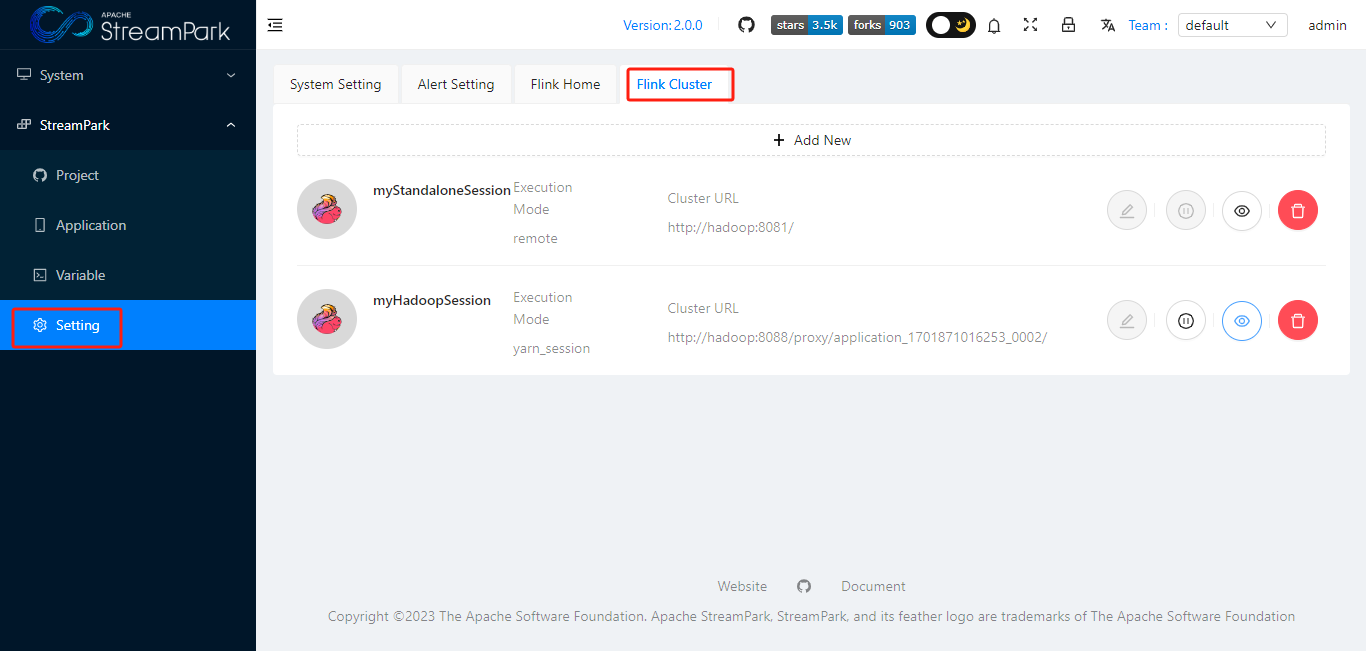 APACHE
StreamPark
Version: 2.0.0
stars 3.5k
forks 903
Team :
default
admin
System
StreamPark
Project
Application
Variable
Setting
System Setting
Alert Setting
Flink Home
Flink Cluster
Add New
myStandaloneSession
Execution
Mode
remote
Cluster URL
http://hadoop:8081/
myHadoopSession
Execution
Mode
yarn_session
Cluster URL
http://hadoop:8088/proxy/application_1701871016253_0002/
Website
Document
Copyright ©2023 The Apache Software Foundation. Apache StreamPark, StreamPark, and its feather logo are trademarks of The Apache Software Foundation